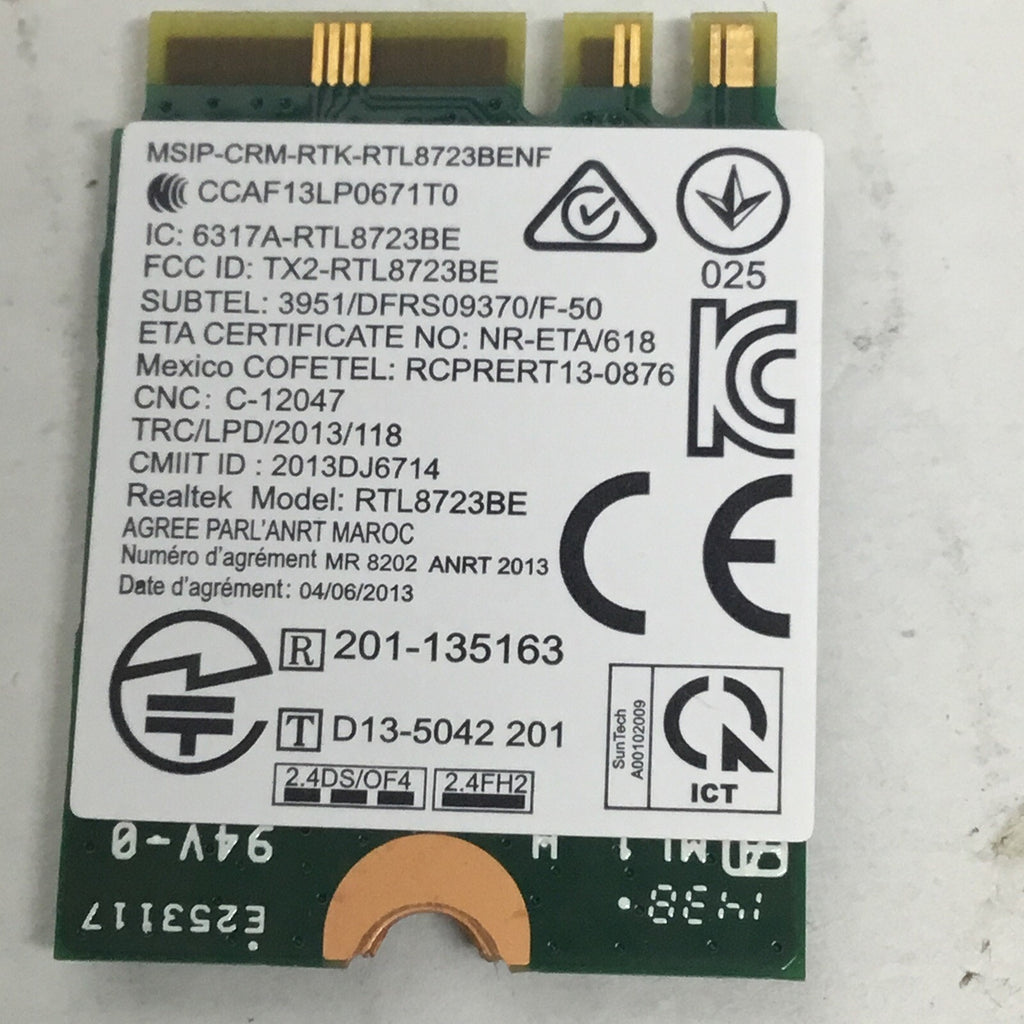 MSIP-CRM-RTK-RTL8723BENF
CCAF13LP0671T0
IC: 6317A-RTL8723BE
FCC ID: TX2-RTL8723BE
025
SUBTEL: 3951/DFRS09370/F-50
ETA CERTIFICATE NO: NR-ETA/618
Mexico COFETEL: RCPRERT13-0876
CNC: C-12047
TRC/LPD/2013/118
CMIIT ID : 2013DJ6714
Realtek Model: RTL8723BE
AGREE PARL'ANRT MAROC
Numéro d'agrément MR 8202 ANRT 2013
Date d'agrément: 04/06/2013
CE
R 201-135163
T D13-5042 201
2.4DS/OF4 2.4FH2
SunTech
A00102009
ICT
94V-0
E253117
1438